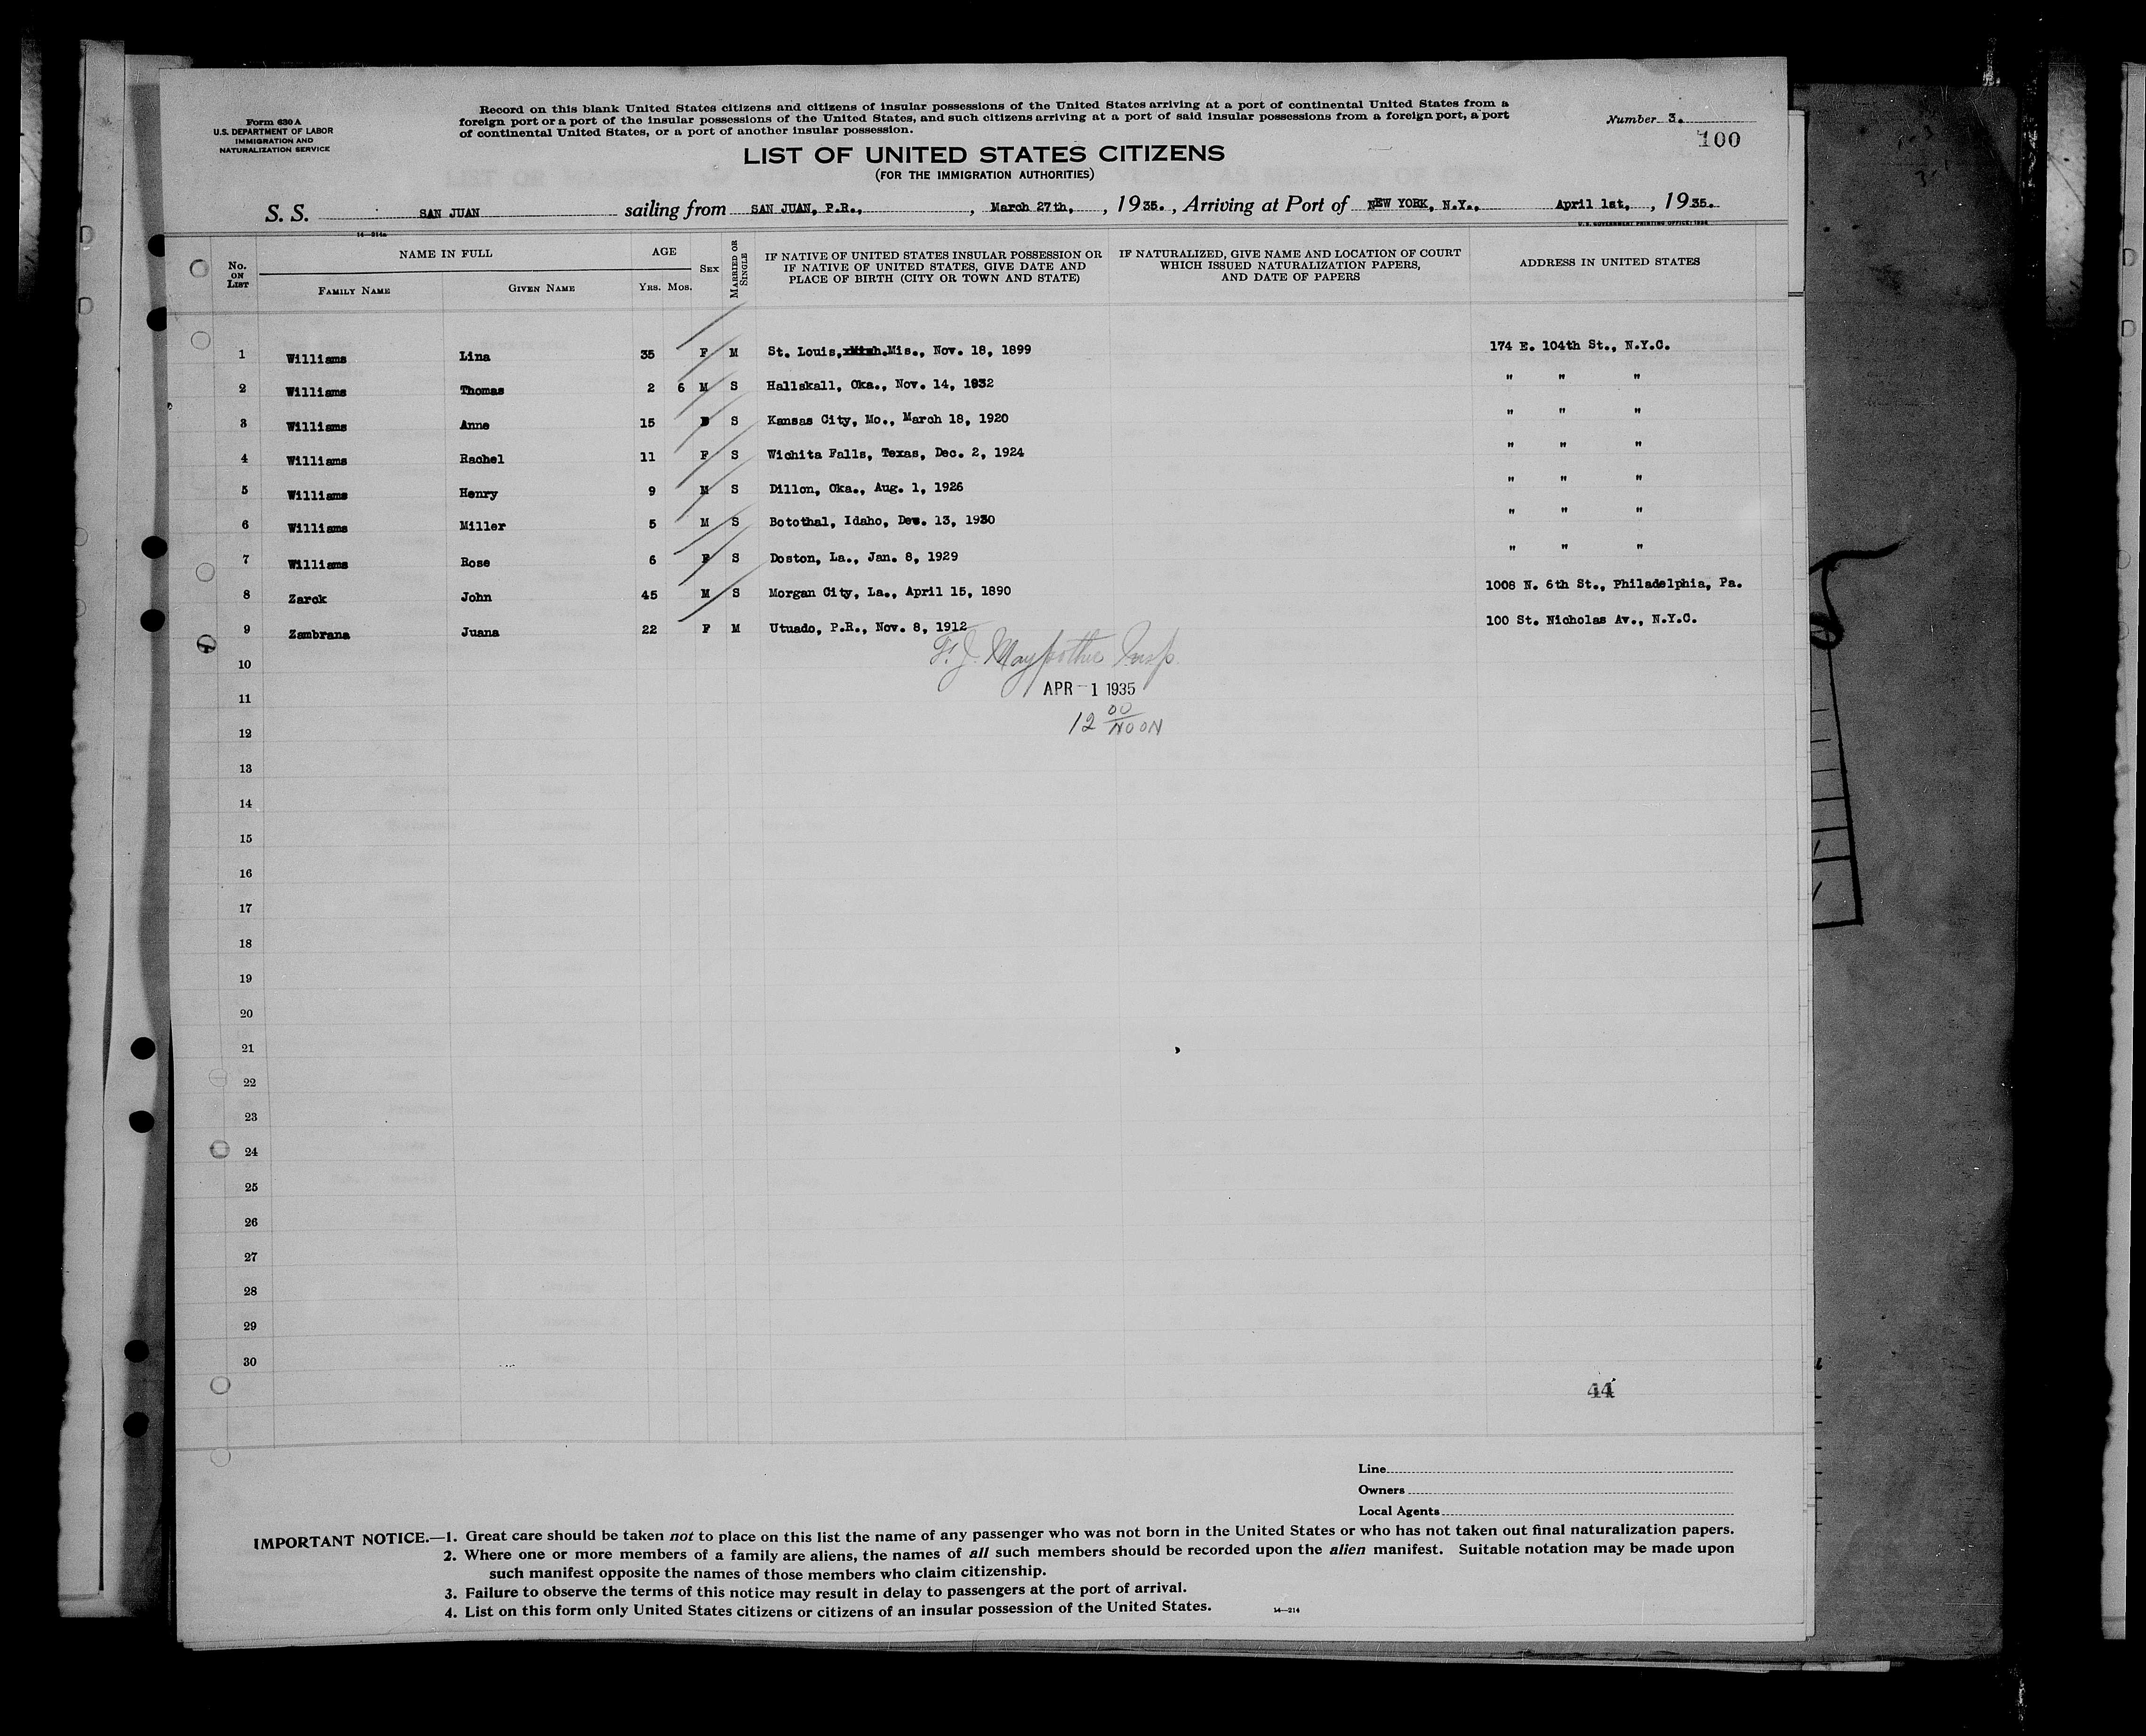 Form 630 A
U.S. DEPARTMENT OF LABOR
IMMIGRATION AND
NATURALIZATION SERVICE
Record on this blank United States citizens and citizens of insular possessions of the United States arriving at a port of continental United States from a
foreign port or a port of the insular possessions of the United States, and such citizens arriving at a port of said insular possessions from a foreign port, a port
of continental United States, or a port of another insular possession.
Number 3.
100
LIST OF UNITED STATES CITIZENS
(FOR THE IMMIGRATION AUTHORITIES)
S. S. SAN JUAN sailing from SAN JUAN, P.R., , March 27th, , 1935. , Arriving at Port of NEW YORK, N.Y., April 1st, , 1935.
14—214a
U. S. GOVERNMENT PRINTING OFFICE: 1934
No. ON LIST
NAME IN FULL
FAMILY NAME
GIVEN NAME
AGE
YRS. MOS.
SEX
MARRIED OR SINGLE
IF NATIVE OF UNITED STATES INSULAR POSSESSION OR
IF NATIVE OF UNITED STATES, GIVE DATE AND
PLACE OF BIRTH (CITY OR TOWN AND STATE)
IF NATURALIZED, GIVE NAME AND LOCATION OF COURT
WHICH ISSUED NATURALIZATION PAPERS,
AND DATE OF PAPERS
ADDRESS IN UNITED STATES
1 Williams Lina 35 F M St. Louis, Mis., Nov. 18, 1899 174 E. 104th St., N.Y.C.
2 Williams Thomas 2 6 M S Hallskall, Oka., Nov. 14, 1932 " " "
3 Williams Anne 15 S Kansas City, Mo., March 18, 1920 " " "
4 Williams Rachel 11 F S Wichita Falls, Texas, Dec. 2, 1924 " " "
5 Williams Henry 9 M S Dillon, Oka., Aug. 1, 1926 " " "
6 Williams Miller 5 M S Botothal, Idaho, 13, 1930 " " "
7 Williams Rose 6 F S Doston, La., Jan. 8, 1929 " " "
8 Zarok John 45 M S Morgan City, La., April 15, 1890 1008 N. 6th St., Philadelphia, Pa.
9 Zambrana Juana 22 F M Utuado, P.R., Nov. 8, 1912 100 St. Nicholas Av., N.Y.C.
F. J. Insp.
10
APR - 1 1935
11
12 00 NOON
12
13
14
15
16
17
18
19
20
21
22
23
24
25
26
27
28
29
30
44
Line
Owners
Local Agents
IMPORTANT NOTICE.—1. Great care should be taken not to place on this list the name of any passenger who was not born in the United States or who has not taken out final naturalization papers.
2. Where one or more members of a family are aliens, the names of all such members should be recorded upon the alien manifest. Suitable notation may be made upon
such manifest opposite the names of those members who claim citizenship.
3. Failure to observe the terms of this notice may result in delay to passengers at the port of arrival.
4. List on this form only United States citizens or citizens of an insular possession of the United States.
14—214